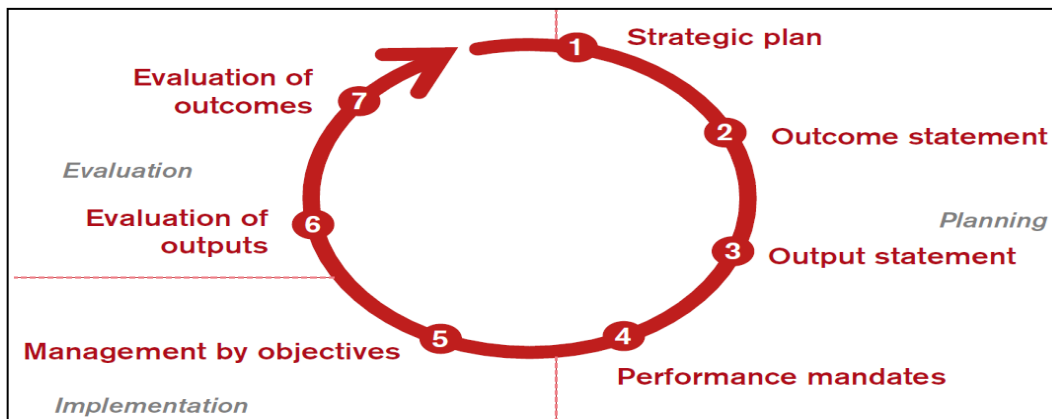 1 Strategic plan
2 Outcome statement
Planning
3 Output statement
4 Performance mandates
5 Management by objectives
Implementation
6 Evaluation of
outputs
Evaluation
7 Evaluation of
outcomes